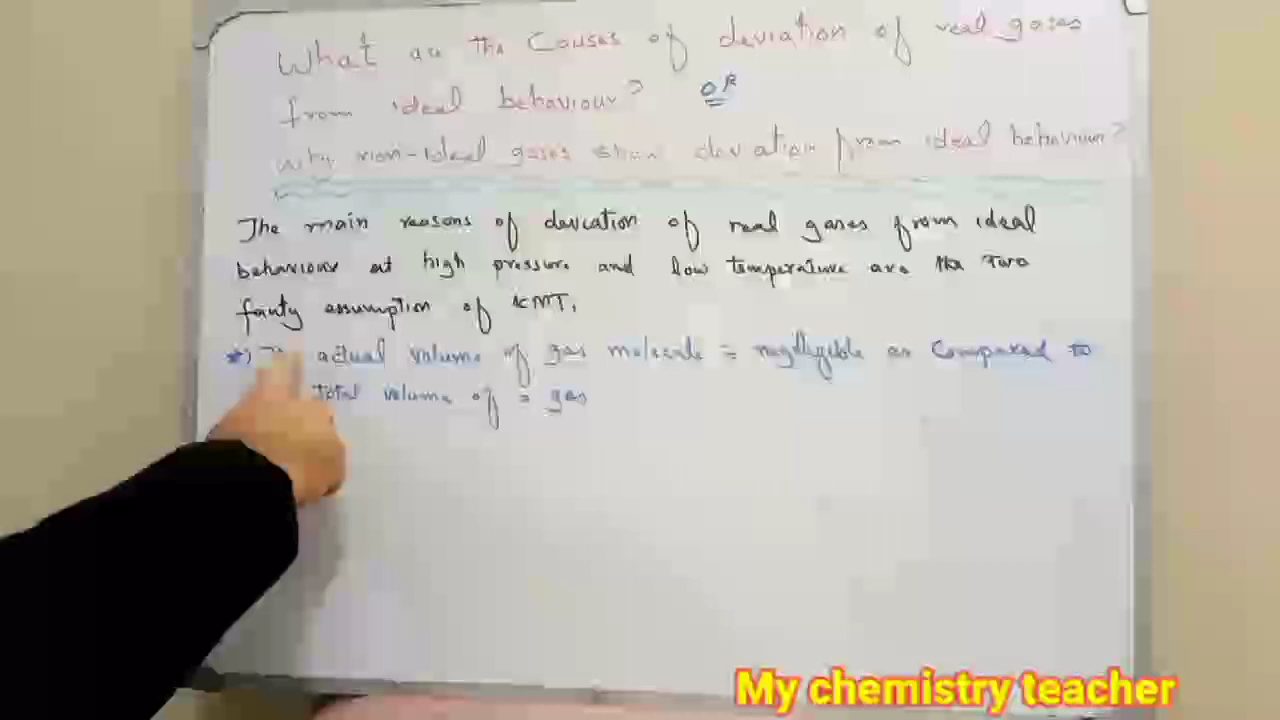 What are the Causes of deviation of real gases
from ideal behaviour? OR
why non-ideal gases show deviation from ideal behaviour?
The main reasons of deviation of real gases from ideal
behaviour at high pressure and low temperature are the Two
faulty assumption of KMT.
actual volume of gas molecule = negligible as Compared to
total volume of = gas
My chemistry teacher